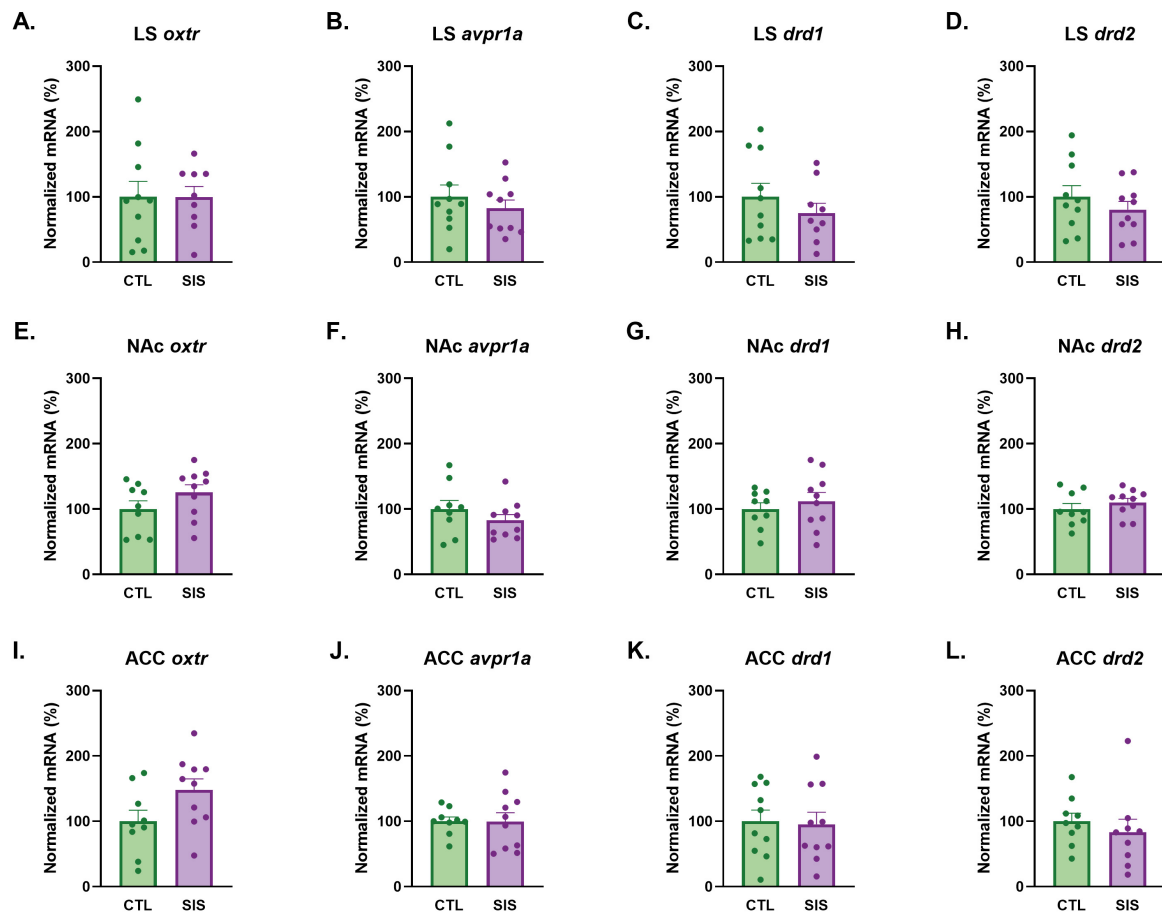 A. B. C. D.
LS oxtr LS avpr1a LS drd1 LS drd2
Normalized mRNA (%) Normalized mRNA (%) Normalized mRNA (%) Normalized mRNA (%)
300 300 300 300
200 200 200 200
100 100 100 100
0 0 0 0
CTL SIS CTL SIS CTL SIS CTL SIS
E. F. G. H.
NAc oxtr NAc avpr1a NAc drd1 NAc drd2
Normalized mRNA (%) Normalized mRNA (%) Normalized mRNA (%) Normalized mRNA (%)
300 300 300 300
200 200 200 200
100 100 100 100
0 0 0 0
CTL SIS CTL SIS CTL SIS CTL SIS
I. J. K. L.
ACC oxtr ACC avpr1a ACC drd1 ACC drd2
Normalized mRNA (%) Normalized mRNA (%) Normalized mRNA (%) Normalized mRNA (%)
300 300 300 300
200 200 200 200
100 100 100 100
0 0 0 0
CTL SIS CTL SIS CTL SIS CTL SIS